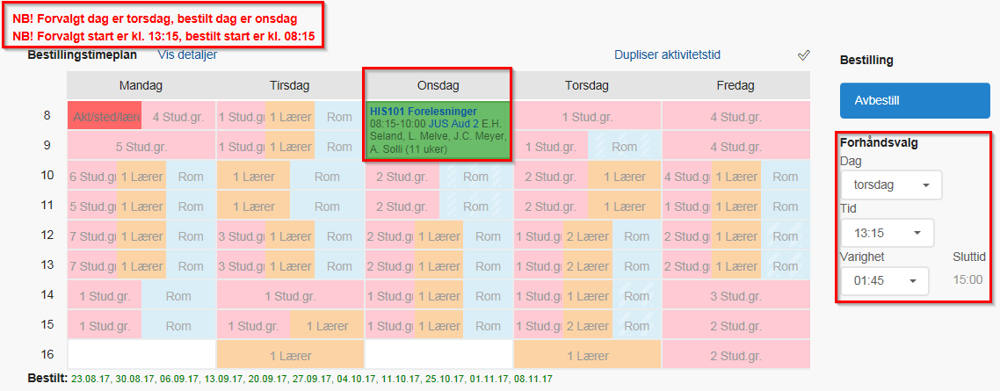 NB! Forvalgt dag er torsdag, bestilt dag er onsdag
NB! Forvalgt start er kl. 13:15, bestilt start er kl. 08:15
Bestillingstimeplan Vis detaljer Dupliser aktivitetstid
Mandag Tirsdag Onsdag Torsdag Fredag
8 Akt/sted/lære 4 Stud.gr. 1 Stud.gr 1 Lærer Rom 1 Stud.gr. 4 Stud.gr.
HIS101 Forelesninger
08:15-10:00 JUS Aud 2 E.H.
Seland, L. Melve, J.C. Meyer,
A. Solli (11 uker)
9 5 Stud.gr. 1 Stud.gr 1 Lærer Rom 1 Stud.gr. Rom 4 Stud.gr.
10 6 Stud.gr 1 Lærer Rom 1 Lærer Rom 2 Stud.gr. Rom 2 Stud.gr. 1 Lærer 4 Stud.gr 1 Lærer Rom
11 5 Stud.gr 1 Lærer Rom 1 Lærer Rom 2 Stud.gr. Rom 2 Stud.gr. 1 Lærer 2 Stud.gr 1 Lærer Rom
12 7 Stud.gr 1 Lærer Rom 3 Stud.gr 1 Lærer Rom 1 Stud.gr 1 Lærer Rom 1 Stud.gr 2 Lærer Rom 2 Stud.gr 1 Lærer Rom
13 7 Stud.gr 1 Lærer Rom 3 Stud.gr 1 Lærer Rom 1 Stud.gr 1 Lærer Rom 1 Stud.gr 2 Lærer Rom 2 Stud.gr 1 Lærer Rom
14 1 Stud.gr. Rom 1 Stud.gr. 1 Stud.gr 1 Lærer Rom 1 Stud.gr 1 Lærer Rom 3 Stud.gr.
15 1 Stud.gr. Rom 1 Stud.gr. 1 Lærer 1 Stud.gr 1 Lærer Rom 1 Stud.gr 1 Lærer Rom 2 Stud.gr.
16 1 Lærer 1 Lærer 2 Stud.gr.
Bestilt: 23.08.17, 30.08.17, 06.09.17, 13.09.17, 20.09.17, 27.09.17, 04.10.17, 11.10.17, 25.10.17, 01.11.17, 08.11.17
Bestilling
Avbestill
Forhåndsvalg
Dag
torsdag
Tid
13:15
Varighet Sluttid
01:45 15:00